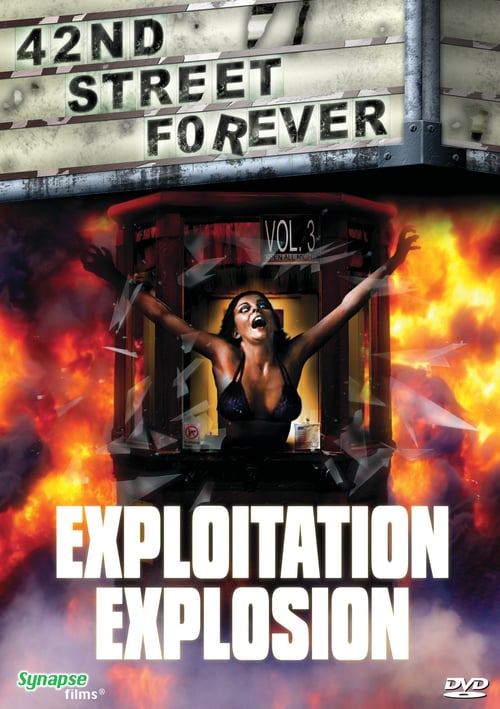 42ND
STREET
FOREVER
VOL. 3
EXPLOITATION
EXPLOSION
Synapse
films®
DVD